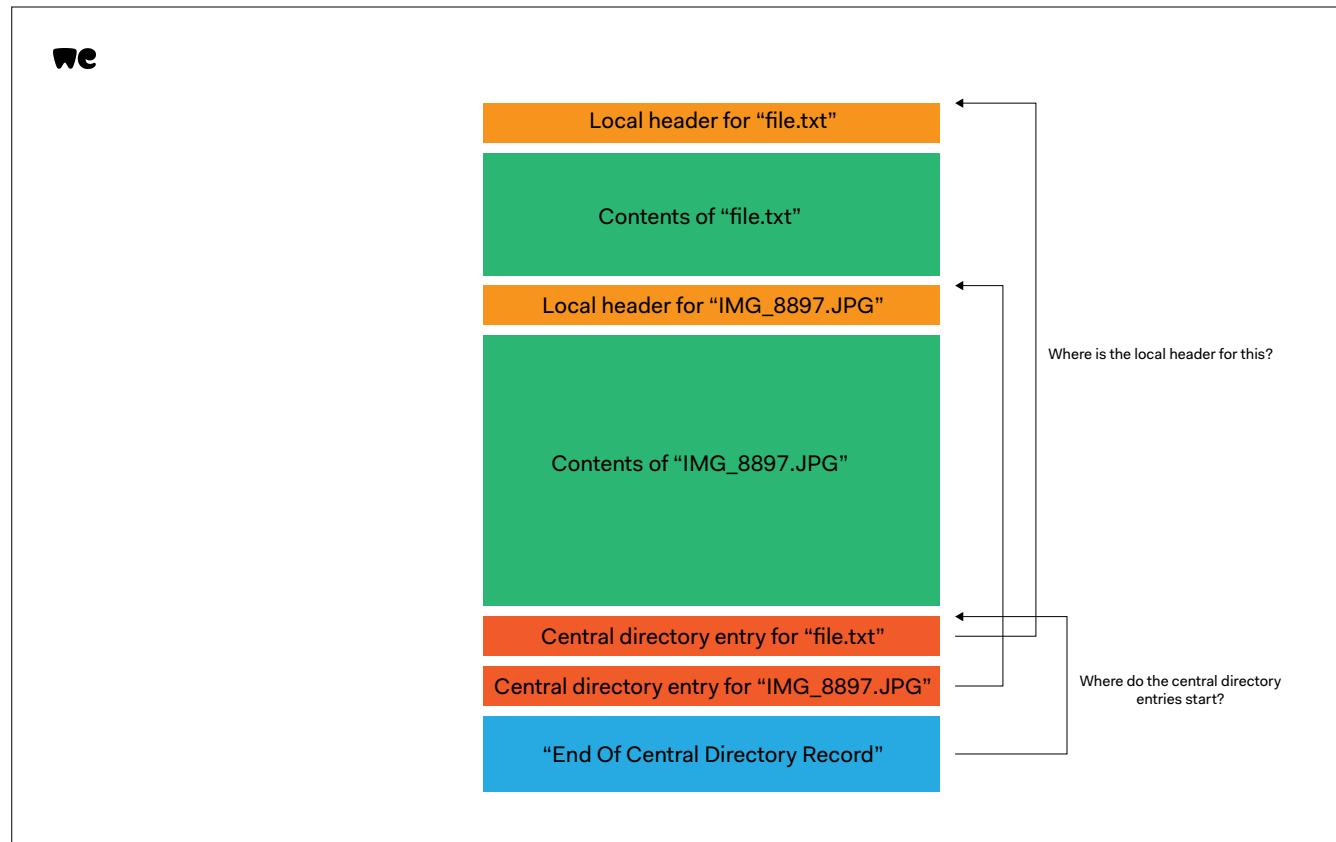 we
Local header for “file.txt”
Contents of “file.txt”
Local header for “IMG_8897.JPG”
Where is the local header for this?
Contents of “IMG_8897.JPG”
Central directory entry for “file.txt”
Central directory entry for “IMG_8897.JPG”
Where do the central directory
entries start?
“End Of Central Directory Record”